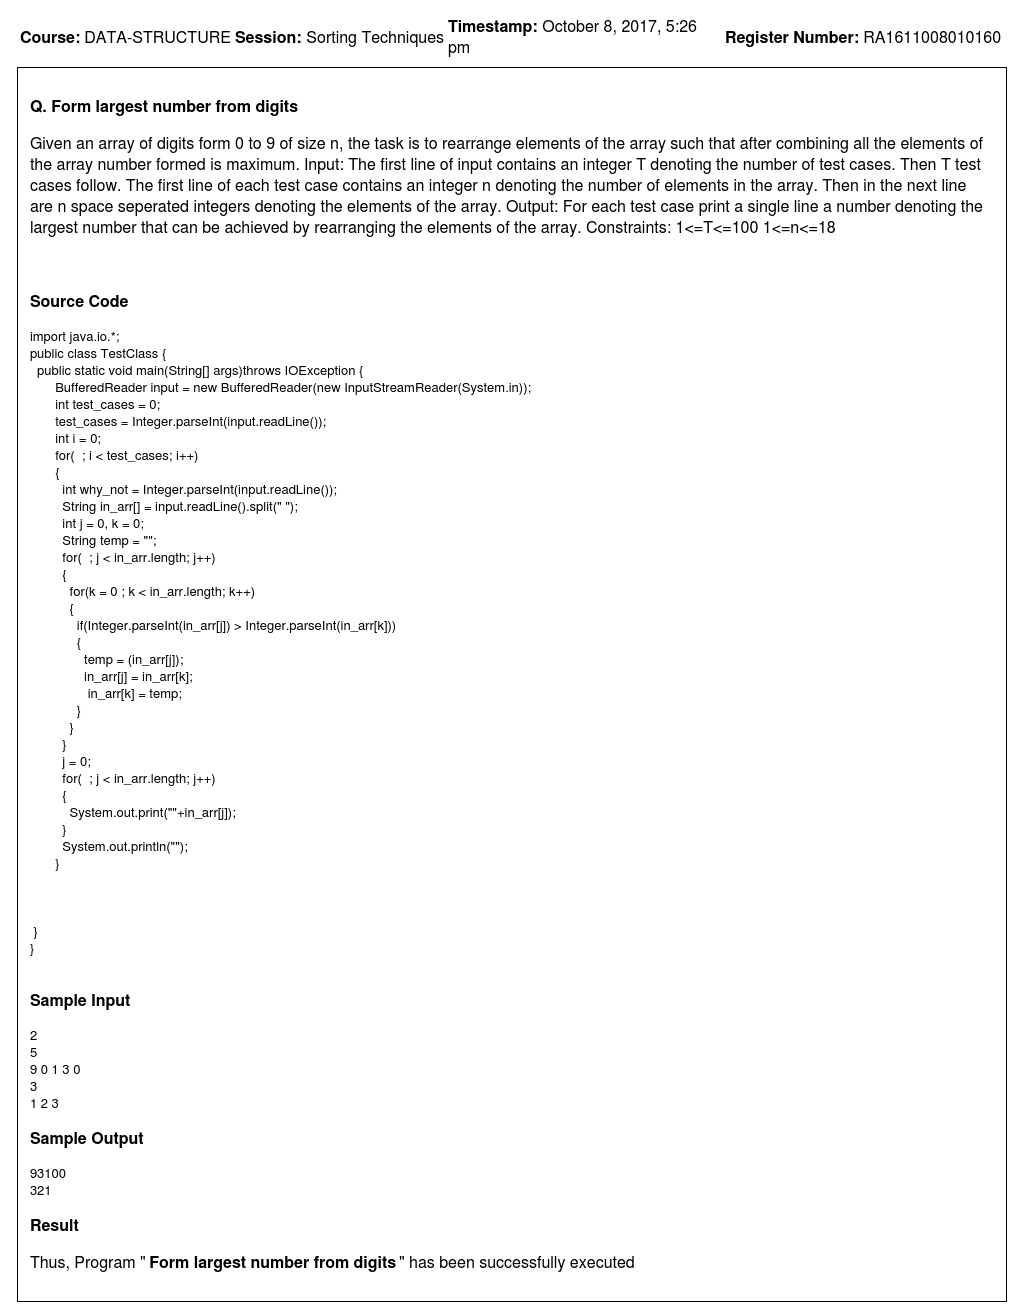 Course: DATA-STRUCTURE Session: Sorting Techniques Timestamp: October 8, 2017, 5:26 pm Register Number: RA1611008010160
Q. Form largest number from digits
Given an array of digits form 0 to 9 of size n, the task is to rearrange elements of the array such that after combining all the elements of
the array number formed is maximum. Input: The first line of input contains an integer T denoting the number of test cases. Then T test
cases follow. The first line of each test case contains an integer n denoting the number of elements in the array. Then in the next line
are n space seperated integers denoting the elements of the array. Output: For each test case print a single line a number denoting the
largest number that can be achieved by rearranging the elements of the array. Constraints: 1<=T<=100 1<=n<=18
Source Code
import java.io.*;
public class TestClass {
  public static void main(String[] args)throws IOException {
       BufferedReader input = new BufferedReader(new InputStreamReader(System.in));
       int test_cases = 0;
       test_cases = Integer.parseInt(input.readLine());
       int i = 0;
       for(  ; i < test_cases; i++)
       {
         int why_not = Integer.parseInt(input.readLine());
         String in_arr[] = input.readLine().split(" ");
         int j = 0, k = 0;
         String temp = "";
         for(  ; j < in_arr.length; j++)
         {
           for(k = 0 ; k < in_arr.length; k++)
           {
             if(Integer.parseInt(in_arr[j]) > Integer.parseInt(in_arr[k]))
             {
               temp = (in_arr[j]);
               in_arr[j] = in_arr[k];
                in_arr[k] = temp;
             }
           }
         }
         j = 0;
         for(  ; j < in_arr.length; j++)
         {
           System.out.print(""+in_arr[j]);
         }
         System.out.println("");
       }
 }
}
Sample Input
2
5
9 0 1 3 0
3
1 2 3
Sample Output
93100
321
Result
Thus, Program " Form largest number from digits " has been successfully executed